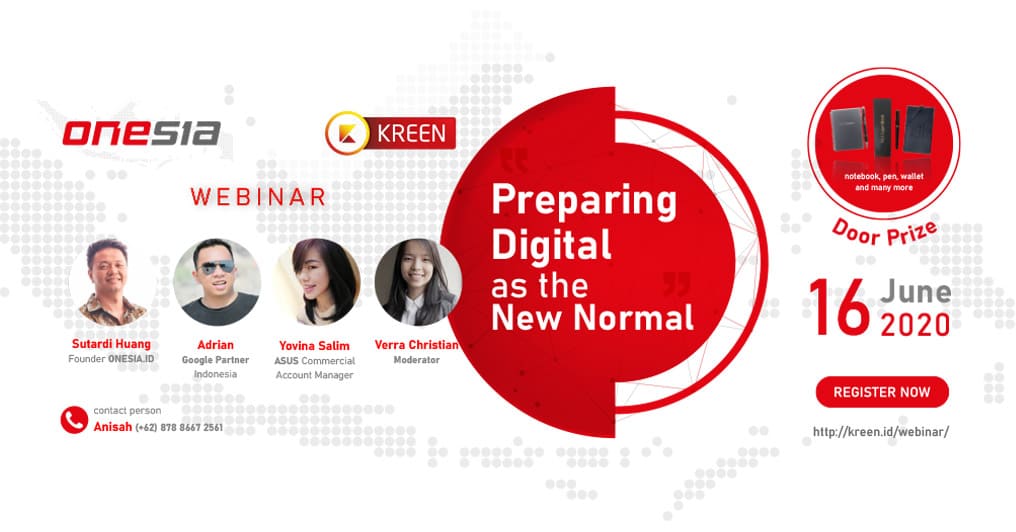 onesia
KREEN
WEBINAR
Sutardi Huang
Founder ONESIA.ID
Adrian
Google Partner
Indonesia
Yovina Salim
ASUS Commercial
Account Manager
Verra Christian
Moderator
contact person
Anisah (+62) 878 8667 2561
“
Preparing
Digital
as the
New Normal
”
notebook, pen, wallet
and many more
Door Prize
16 June
2020
REGISTER NOW
http://kreen.id/webinar/